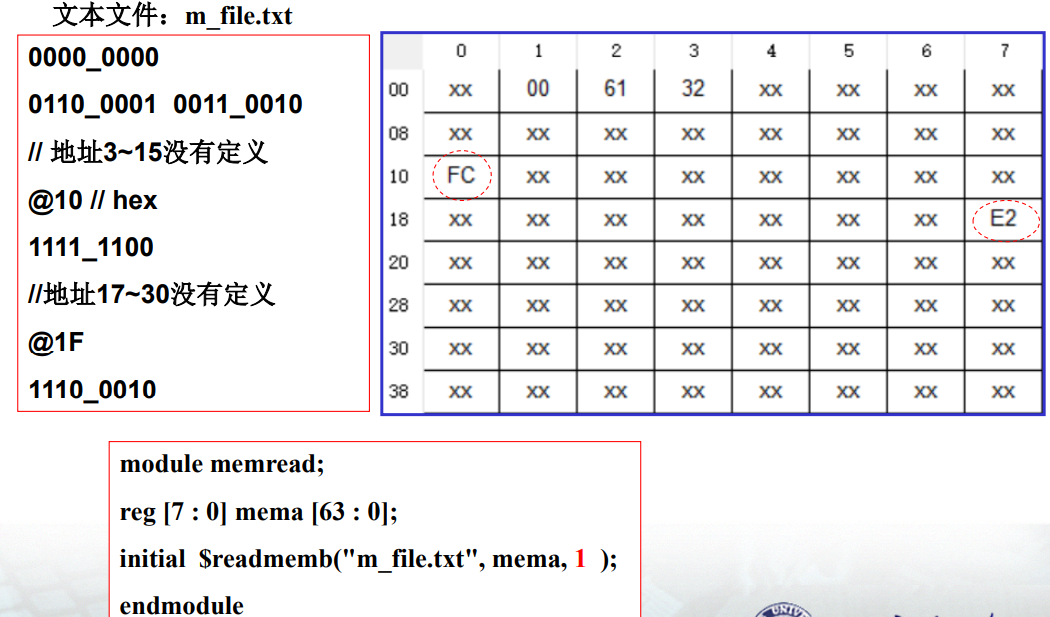 文本文件：m_file.txt
0000_0000
0110_0001 0011_0010
// 地址3~15没有定义
@10 // hex
1111_1100
//地址17~30没有定义
@1F
1110_0010
0 1 2 3 4 5 6 7
00 xx 00 61 32 xx xx xx xx
08 xx xx xx xx xx xx xx xx
10 FC xx xx xx xx xx xx xx
18 xx xx xx xx xx xx xx E2
20 xx xx xx xx xx xx xx xx
28 xx xx xx xx xx xx xx xx
30 xx xx xx xx xx xx xx xx
38 xx xx xx xx xx xx xx xx
module memread;
reg [7 : 0] mema [63 : 0];
initial $readmemb("m_file.txt", mema, 1 );
endmodule